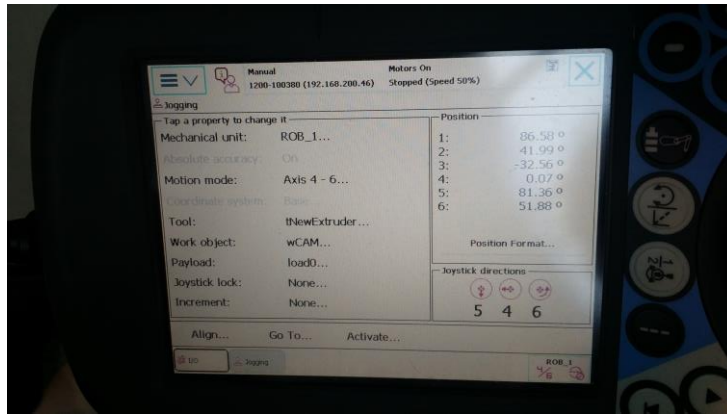 Manual
1200-100380 (192.168.200.46)
Motors On
Stopped (Speed 50%)
Jogging
Tap a property to change it
Mechanical unit: ROB_1...
Absolute accuracy: On
Motion mode: Axis 4 - 6...
Coordinate system: Base...
Tool: tNewExtruder...
Work object: wCAM...
Payload: load0...
Joystick lock: None...
Increment: None...
Position
1: 86.58 °
2: 41.99 °
3: -32.56 °
4: 0.07 °
5: 81.36 °
6: 51.88 °
Position Format...
Joystick directions
5 4 6
Align... Go To... Activate...
I/O
Jogging
ROB_1